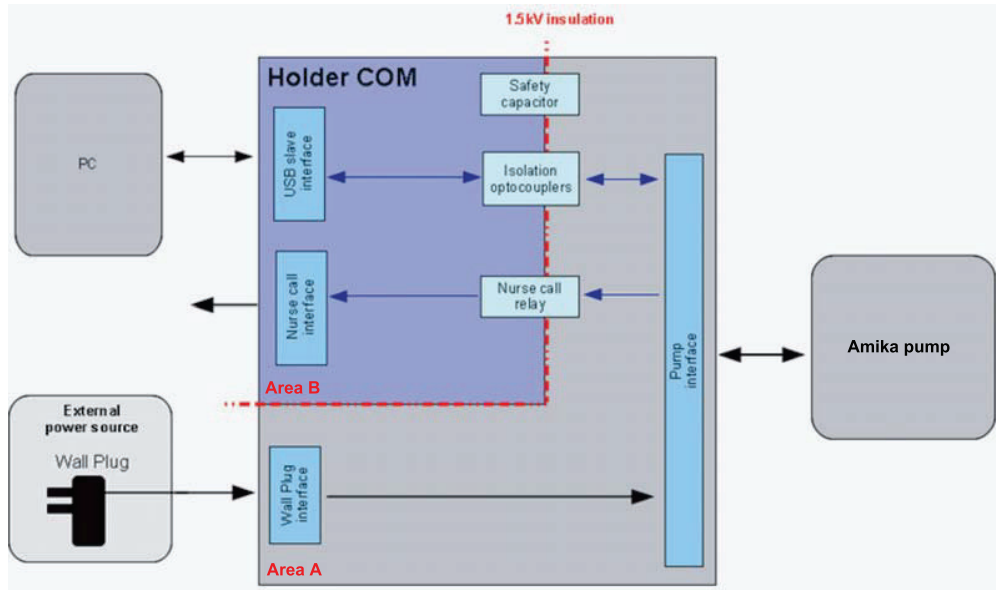 1.5kV insulation
Holder COM
Safety
capacitor
PC
USB slave
interface
Isolation
optocouplers
Nurse call
interface
Nurse call
relay
Pump
interface
Amika pump
Area B
External
power source
Wall Plug
Wall Plug
interface
Area A